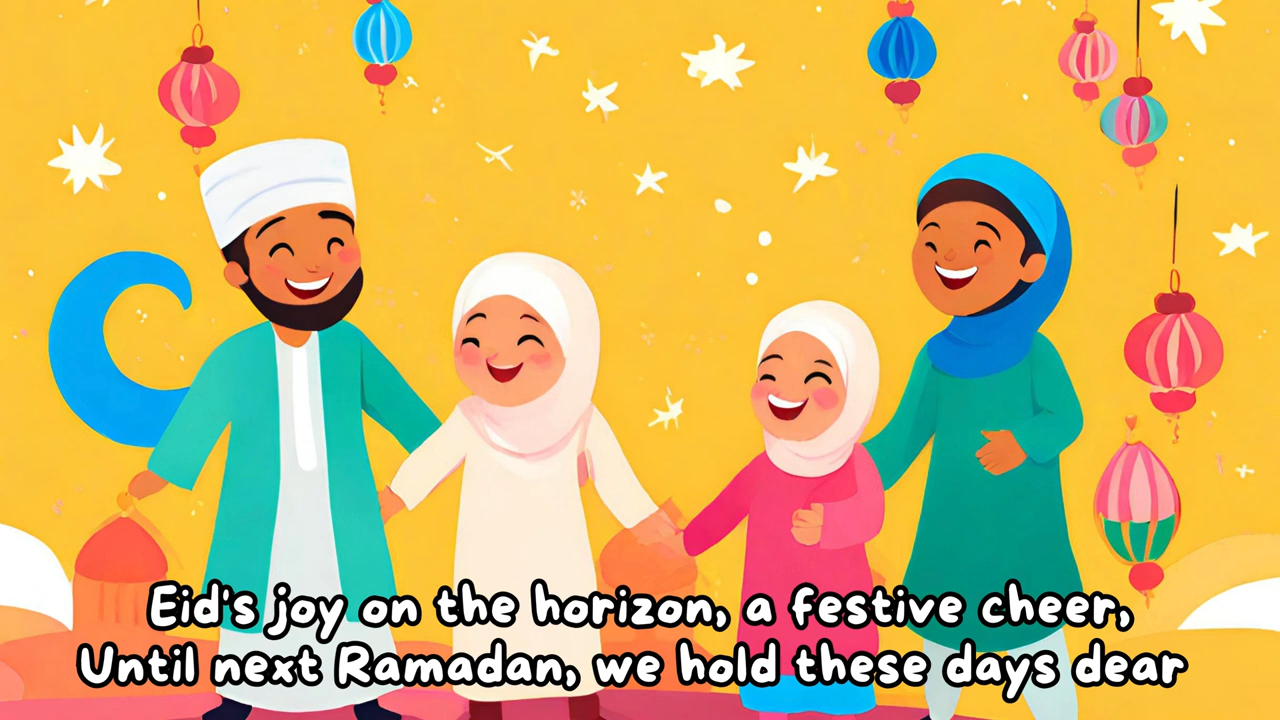 Eid's joy on the horizon, a festive cheer,
Until next Ramadan, we hold these days dear